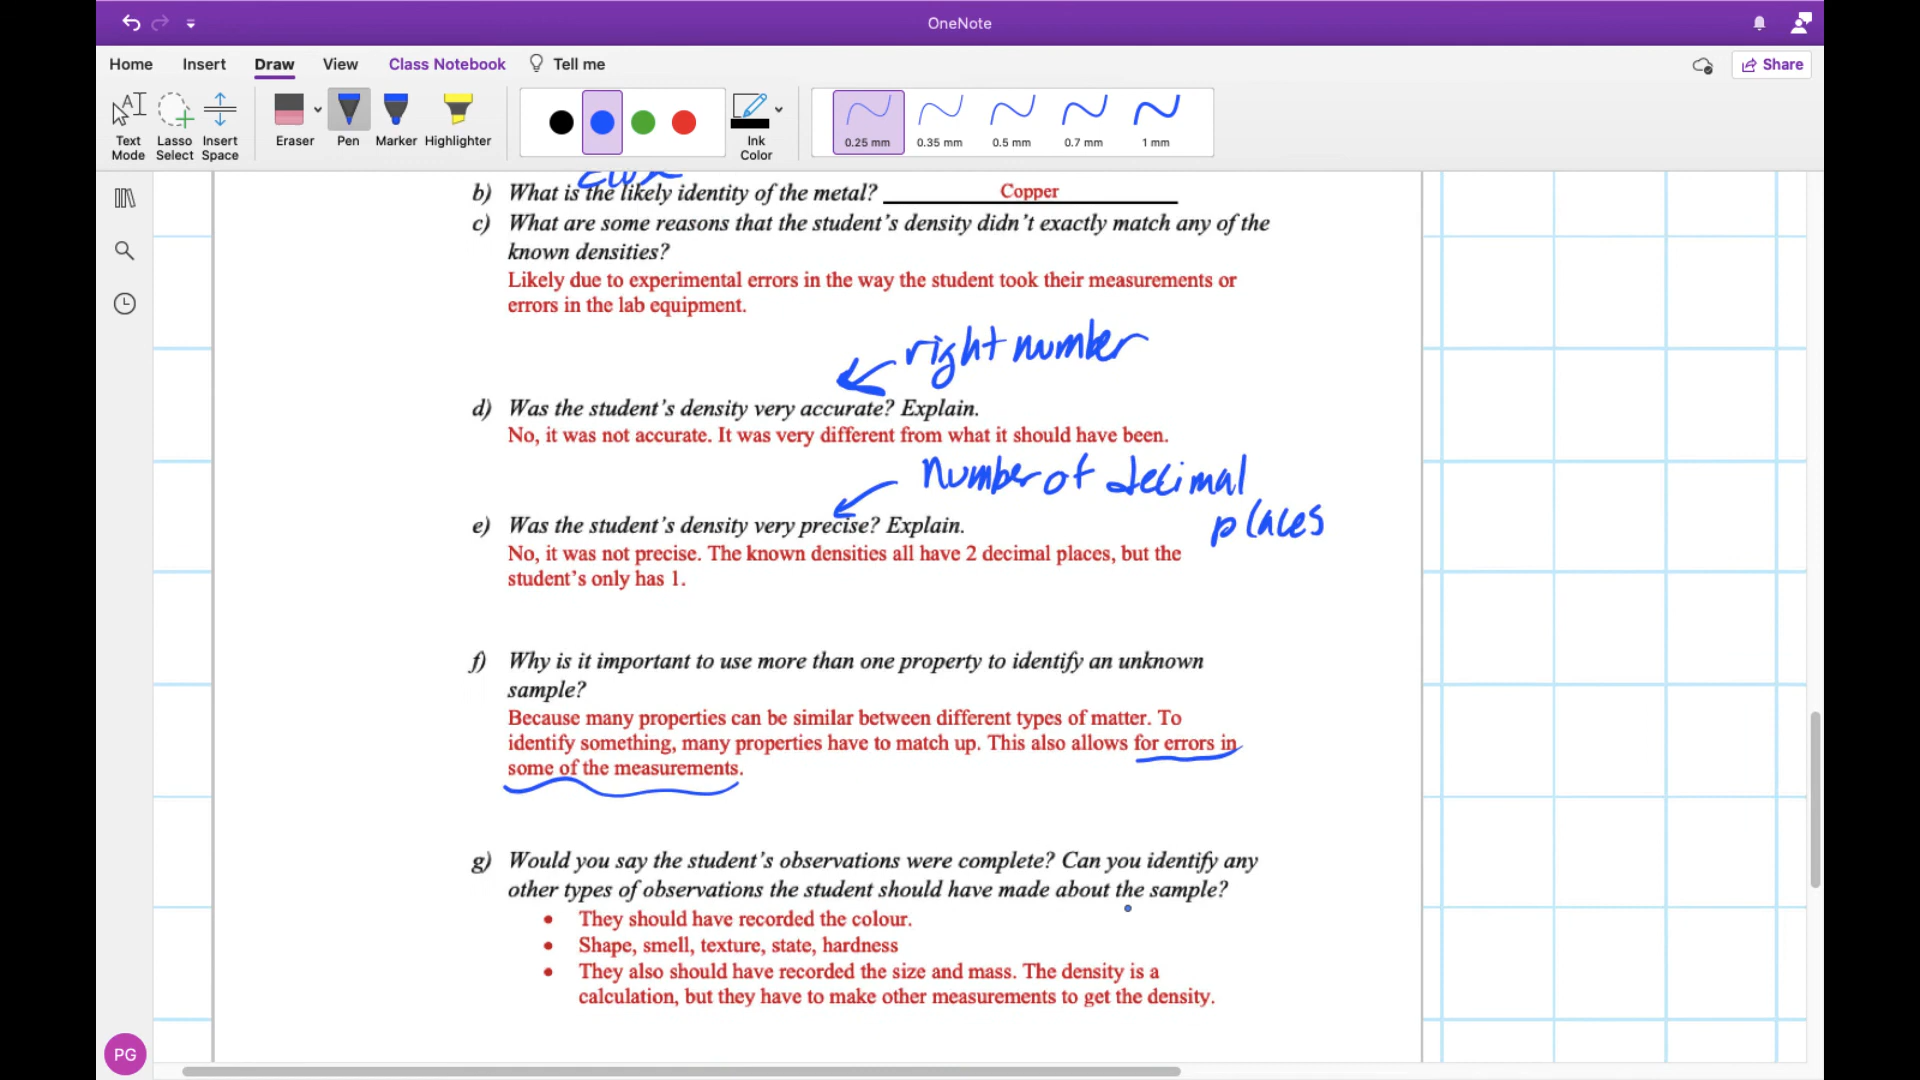 OneNote
Home Insert Draw View Class Notebook Tell me
Share
Text Mode
Lasso Select
Insert Space
Eraser
Pen
Marker
Highlighter
Ink Color
0.25 mm
0.35 mm
0.5 mm
0.7 mm
1 mm
b) What is the likely identity of the metal? Copper
c) What are some reasons that the student's density didn't exactly match any of the
known densities?
Likely due to experimental errors in the way the student took their measurements or
errors in the lab equipment.
right number
d) Was the student's density very accurate? Explain.
No, it was not accurate. It was very different from what it should have been.
Number of decimal
places
e) Was the student's density very precise? Explain.
No, it was not precise. The known densities all have 2 decimal places, but the
student's only has 1.
f) Why is it important to use more than one property to identify an unknown
sample?
Because many properties can be similar between different types of matter. To
identify something, many properties have to match up. This also allows for errors in
some of the measurements.
g) Would you say the student's observations were complete? Can you identify any
other types of observations the student should have made about the sample?
• They should have recorded the colour.
• Shape, smell, texture, state, hardness
• They also should have recorded the size and mass. The density is a
calculation, but they have to make other measurements to get the density.
PG